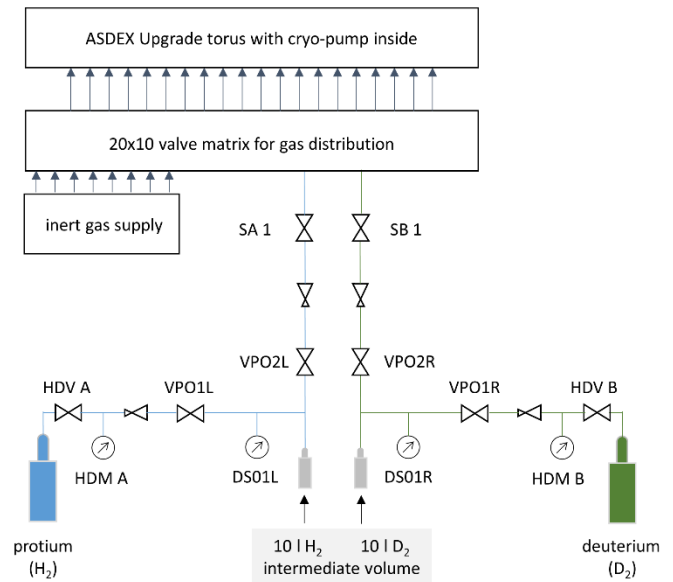 ASDEX Upgrade torus with cryo-pump inside
20x10 valve matrix for gas distribution
inert gas supply
SA 1
SB 1
VPO2L
VPO2R
HDV A
VPO1L
VPO1R
HDV B
HDM A
DS01L
DS01R
HDM B
protium
(H₂)
10 l H₂ 10 l D₂
intermediate volume
deuterium
(D₂)